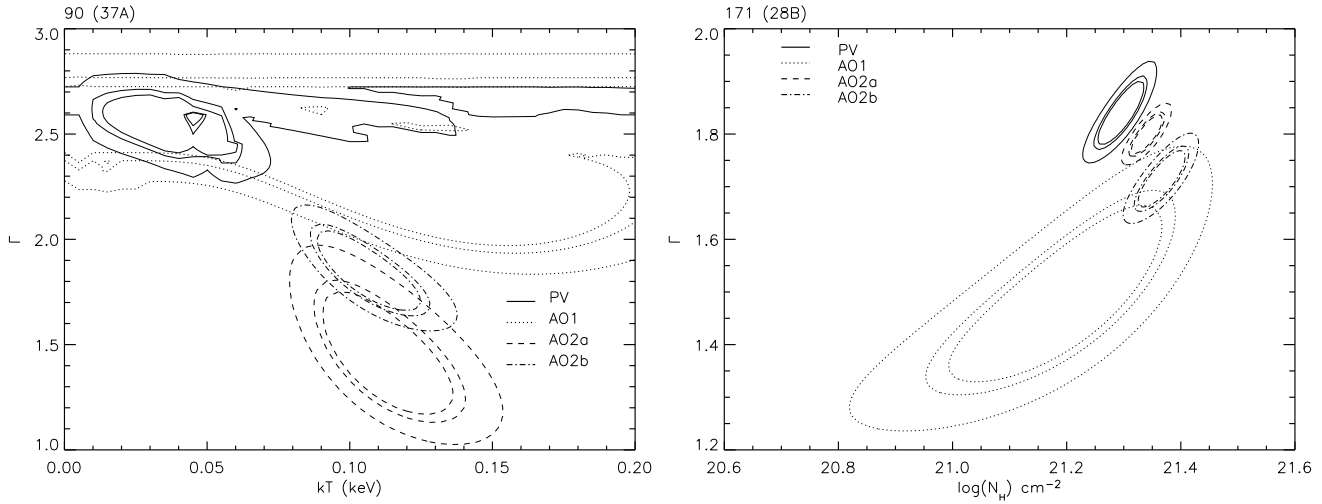 90 (37A)
3.0
2.5
2.0
1.5
1.0
Γ
PV
AO1
AO2a
AO2b
0.00 0.05 0.10 0.15 0.20
kT (keV)
171 (28B)
2.0
1.8
1.6
1.4
1.2
Γ
PV
AO1
AO2a
AO2b
20.6 20.8 21.0 21.2 21.4 21.6
log(N_H) cm⁻²